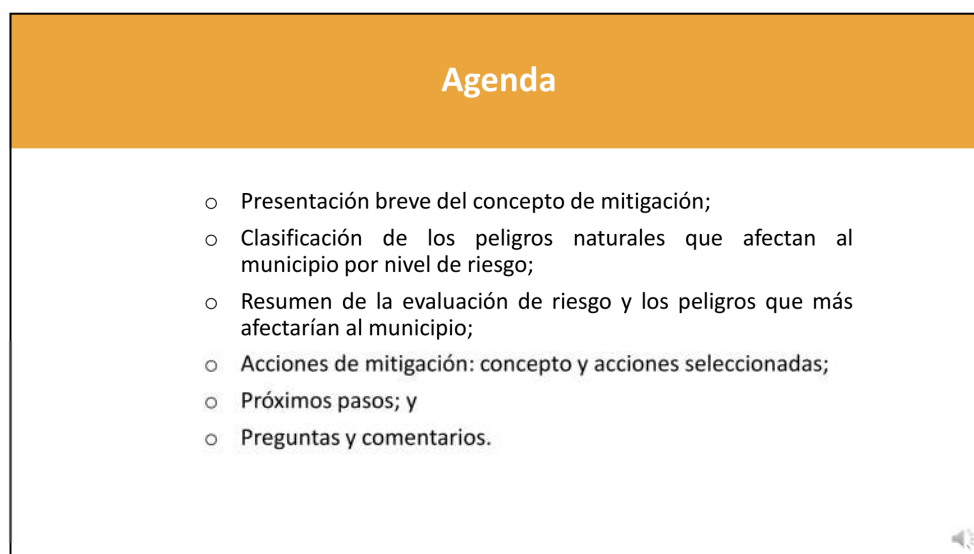 Agenda
o Presentación breve del concepto de mitigación;
o Clasificación de los peligros naturales que afectan al
municipio por nivel de riesgo;
o Resumen de la evaluación de riesgo y los peligros que más
afectarían al municipio;
o Acciones de mitigación: concepto y acciones seleccionadas;
o Próximos pasos; y
o Preguntas y comentarios.